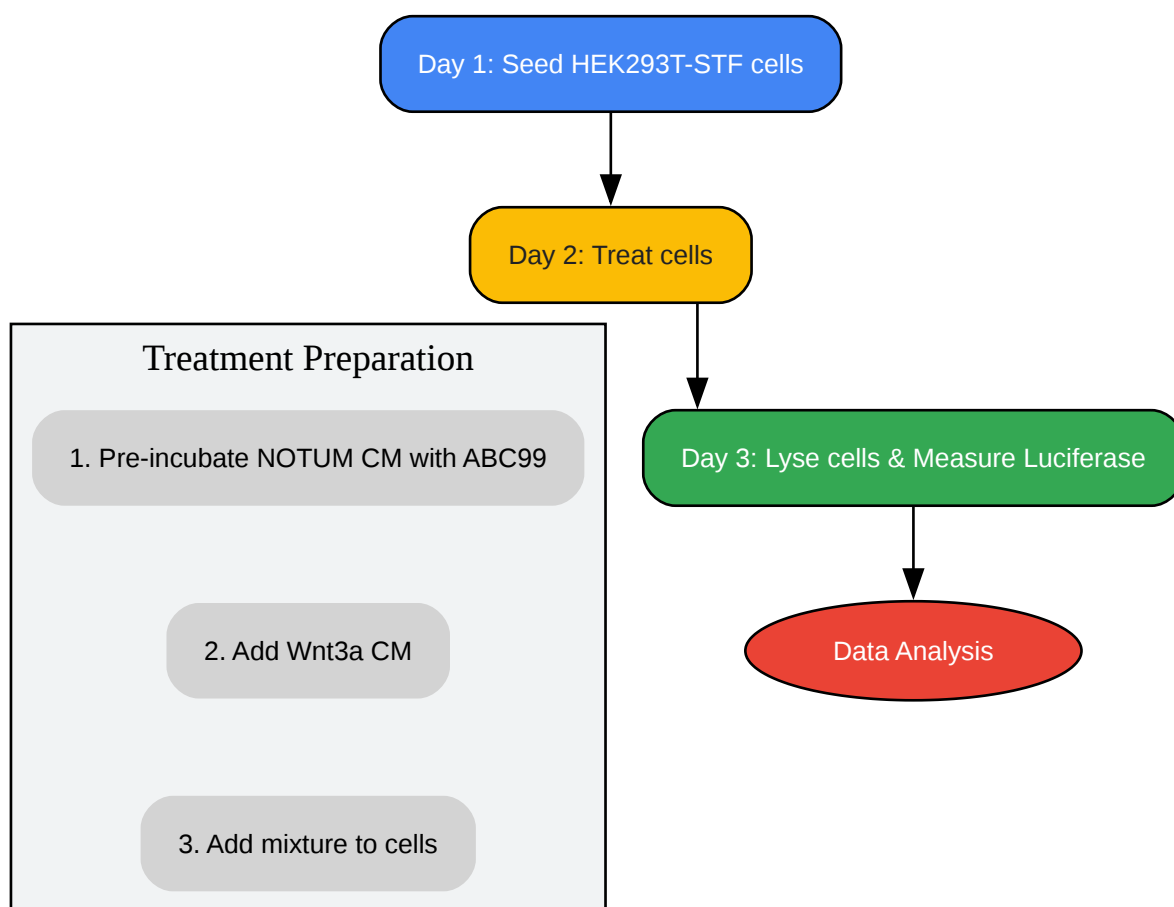 Day 1: Seed HEK293T-STF cells
Day 2: Treat cells
Treatment Preparation
1. Pre-incubate NOTUM CM with ABC99
2. Add Wnt3a CM
3. Add mixture to cells
Day 3: Lyse cells & Measure Luciferase
Data Analysis